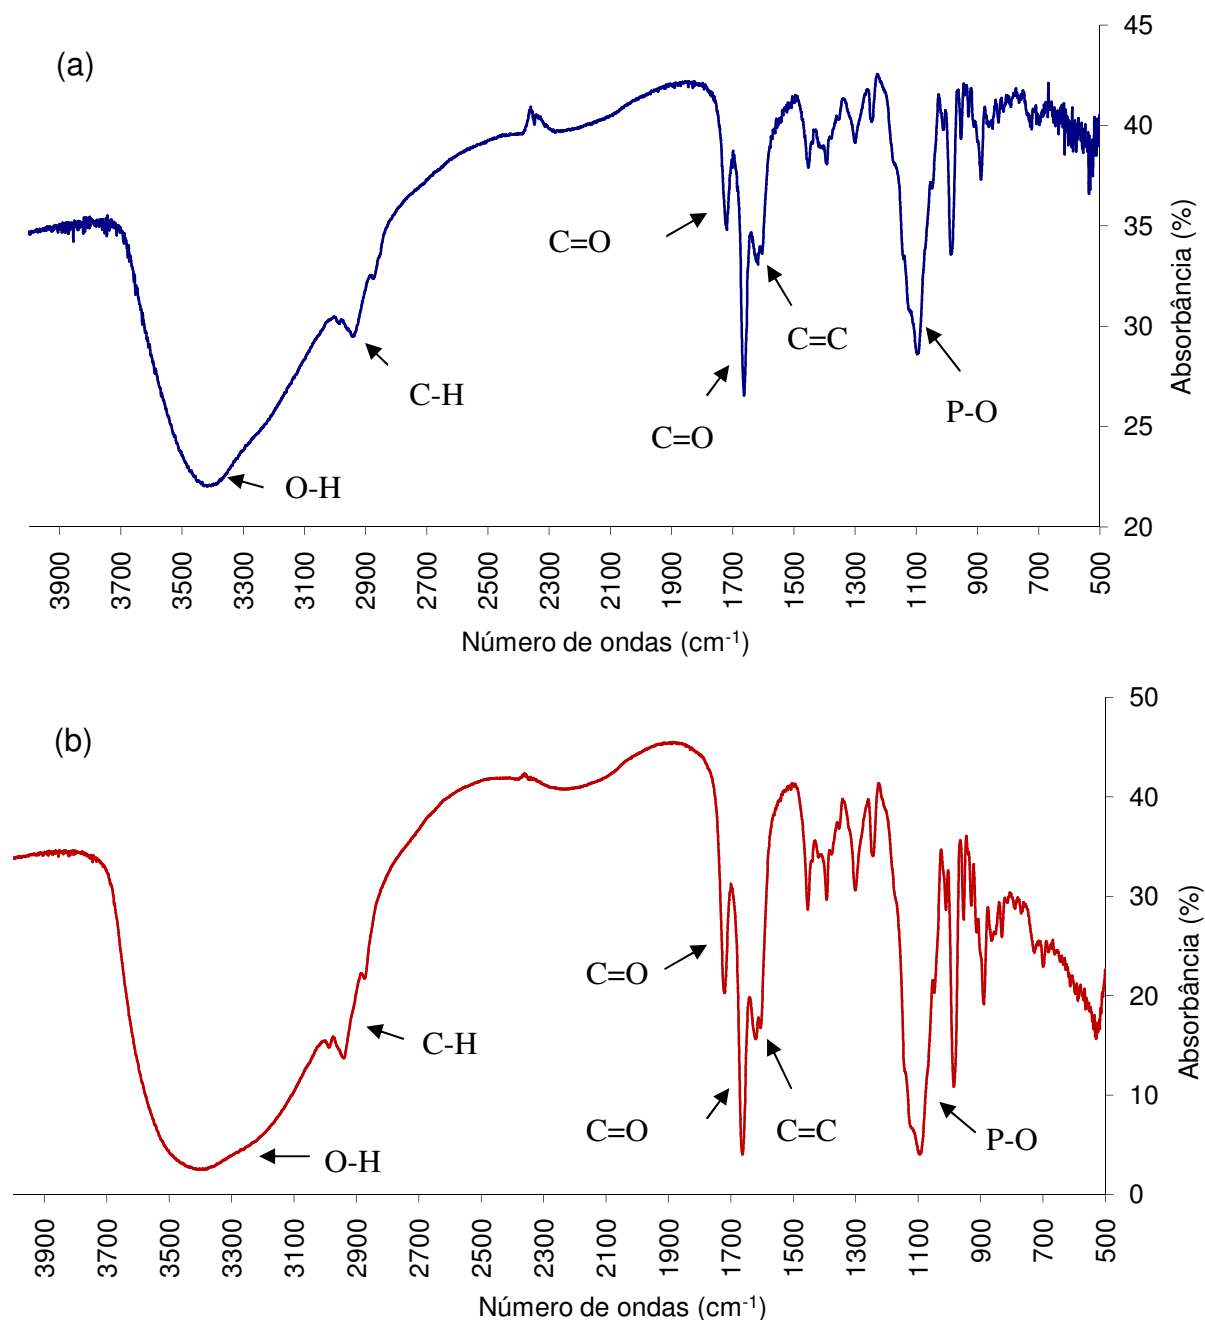 (a)
45
40
35
30
25
20
Absorbância (%)
C=O
C=C
C-H
C=O
P-O
O-H
3900 3700 3500 3300 3100 2900 2700 2500 2300 2100 1900 1700 1500 1300 1100 900 700 500
Número de ondas (cm-1)
(b)
50
40
30
20
10
0
Absorbância (%)
C=O
C-H
C=O
C=C
P-O
O-H
3900 3700 3500 3300 3100 2900 2700 2500 2300 2100 1900 1700 1500 1300 1100 900 700 500
Número de ondas (cm-1)